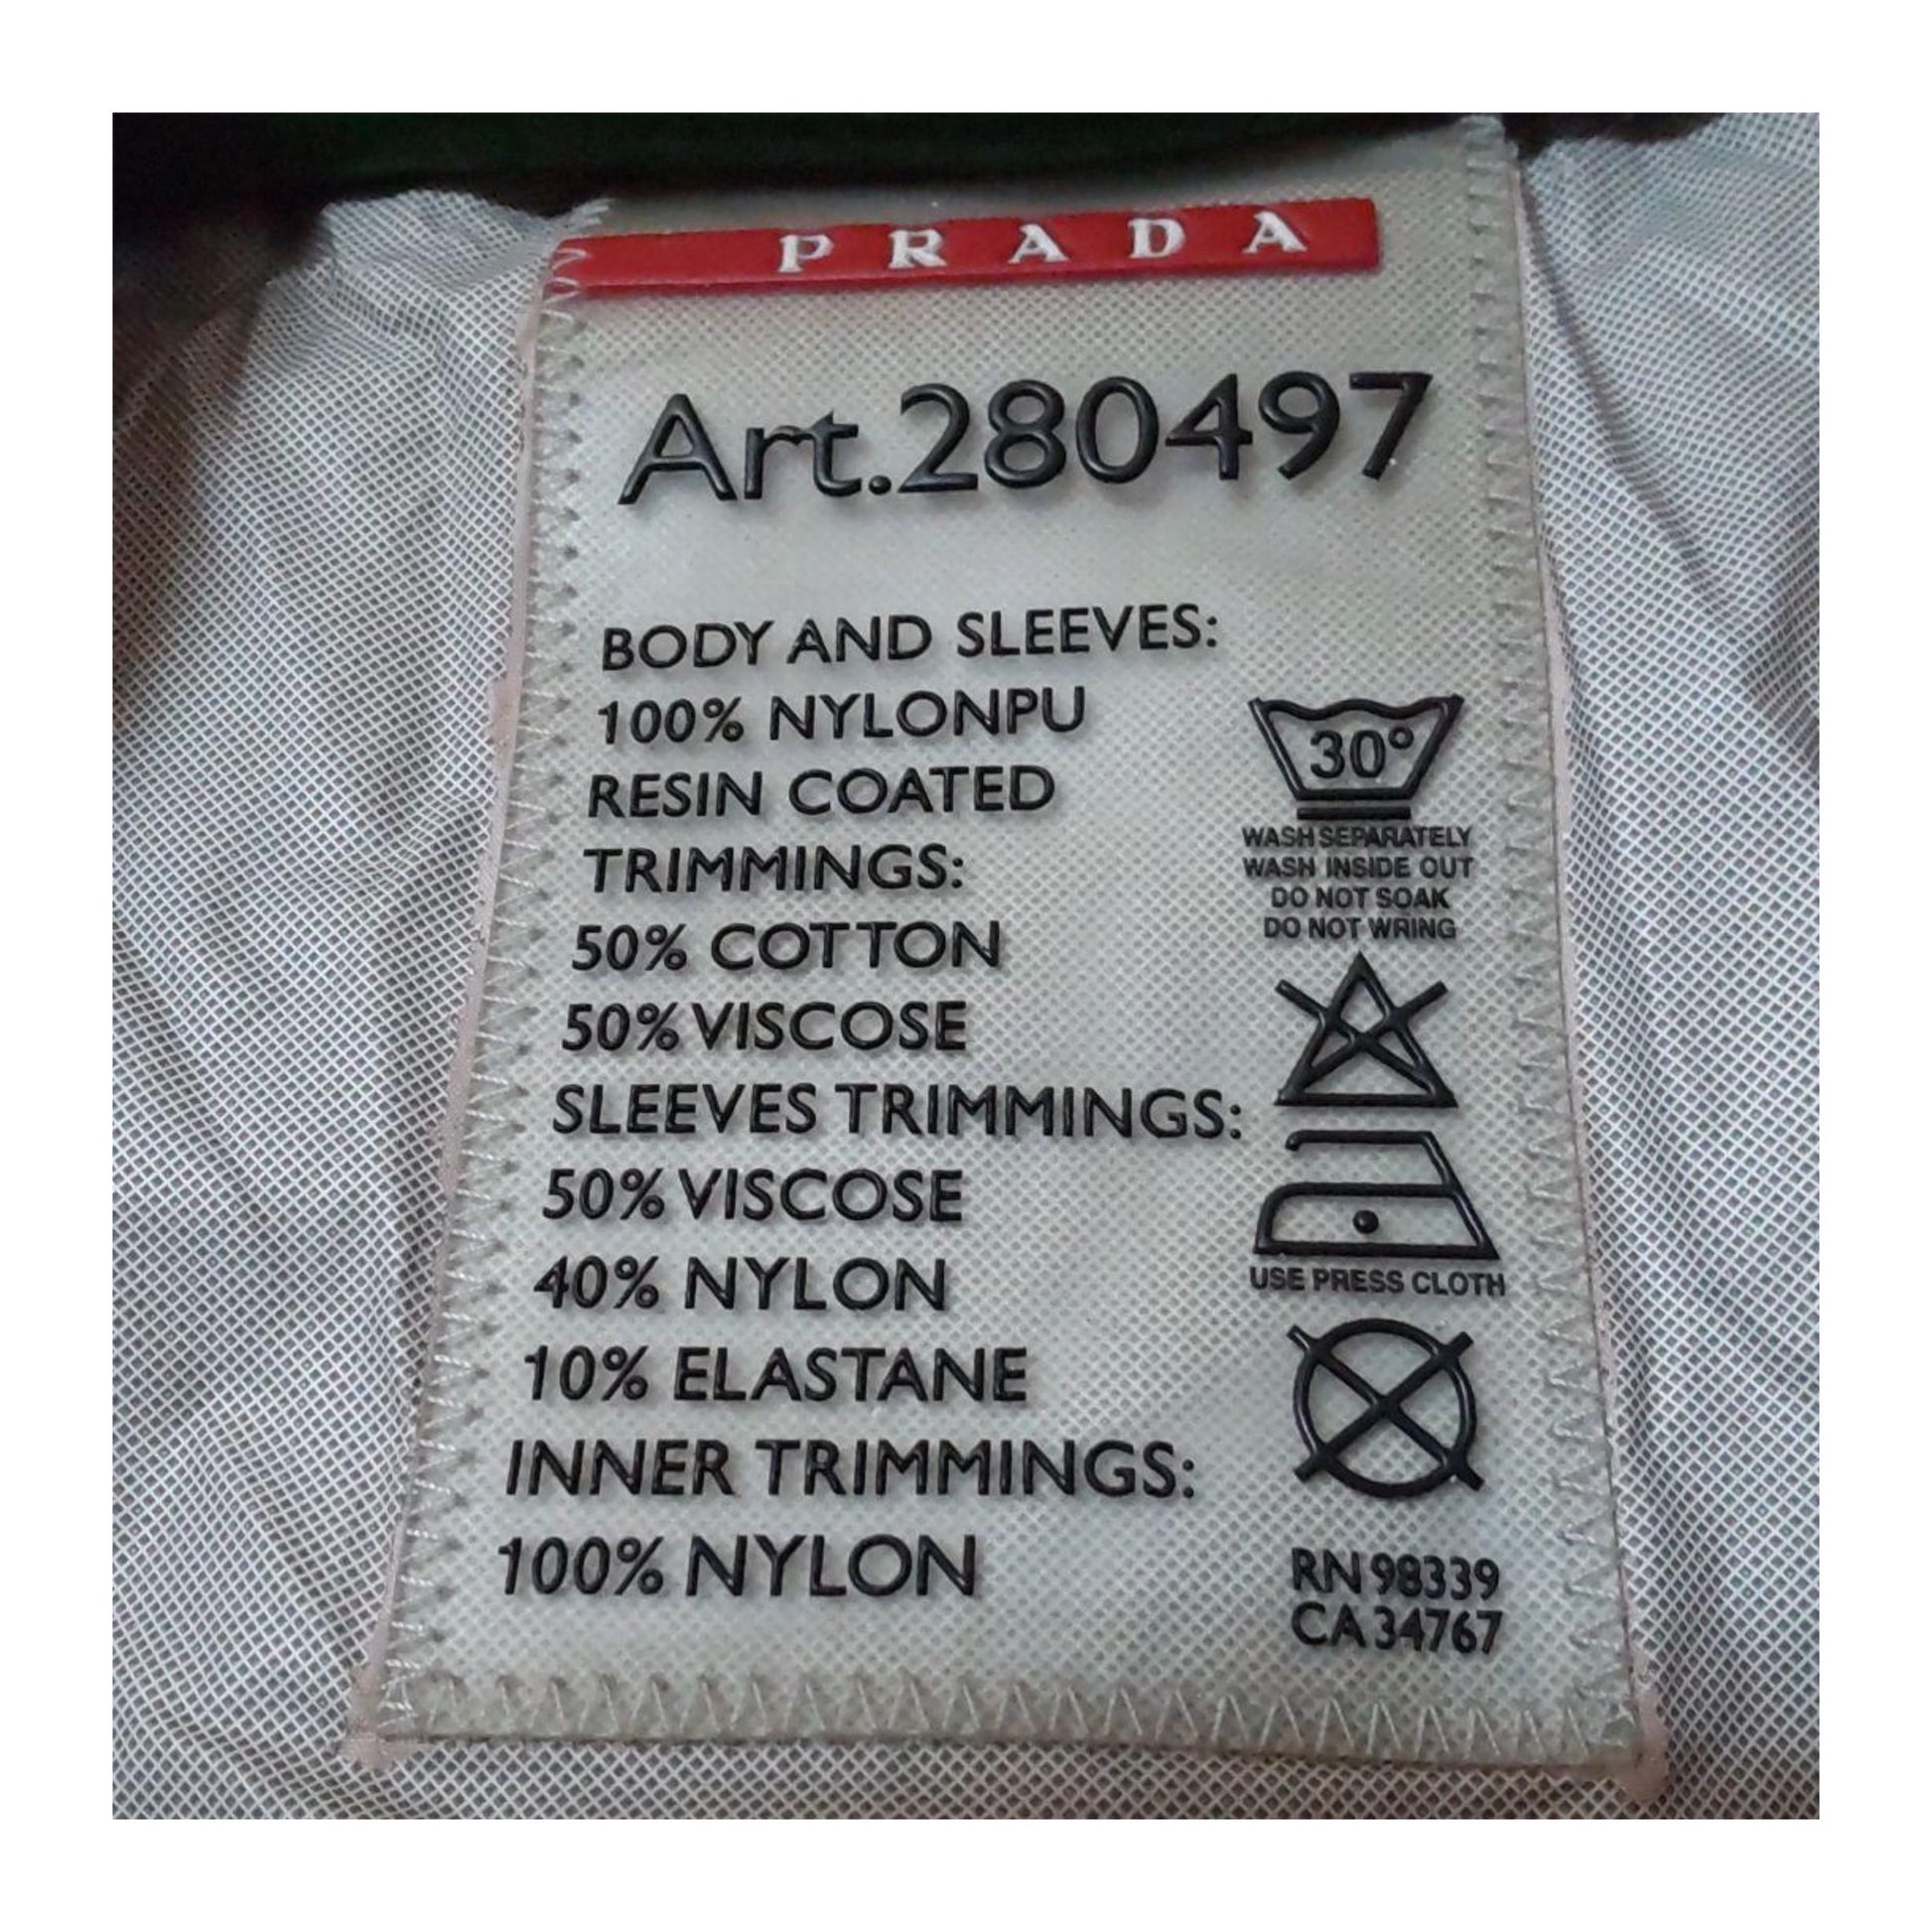 PRADA
Art.280497
BODY AND SLEEVES:
100% NYLONPU
RESIN COATED
TRIMMINGS:
50% COTTON
50% VISCOSE
SLEEVES TRIMMINGS:
50% VISCOSE
40% NYLON
10% ELASTANE
INNER TRIMMINGS:
100% NYLON
30°
WASH SEPARATELY
WASH INSIDE OUT
DO NOT SOAK
DO NOT WRING
USE PRESS CLOTH
RN 98339
CA 34767